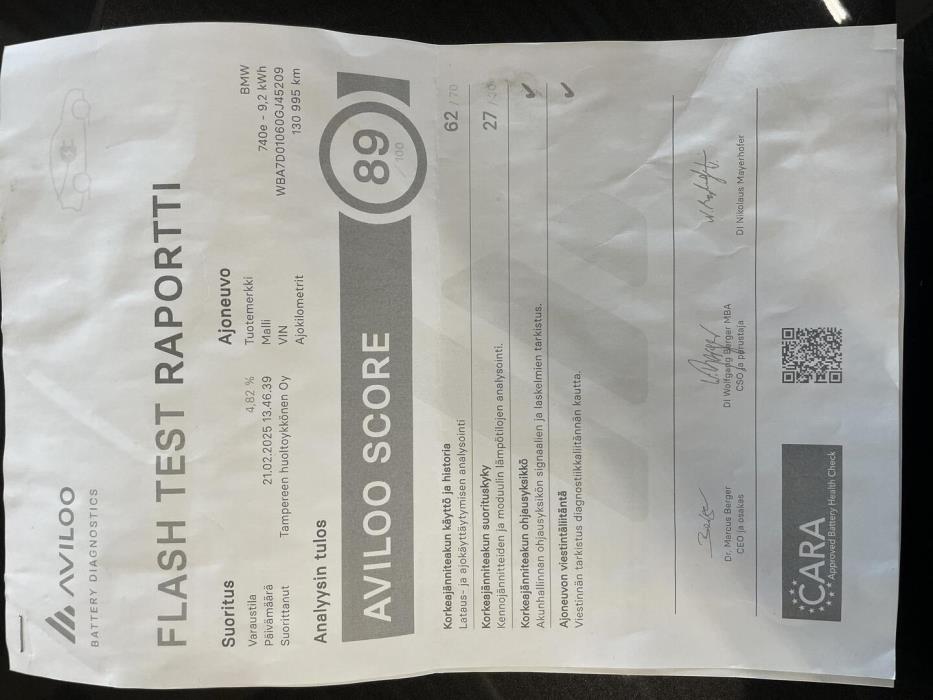 AVILOO
BATTERY DIAGNOSTICS
FLASH TEST RAPORTTI
Suoritus
Varaustila 4,82 %
Päivämäärä 21.02.2025 13.46.39
Suorittanut Tampereen huoltoykkönen Oy
Ajoneuvo
Tuotemerkki BMW
Malli 740e - 9,2 kWh
VIN WBA7D01060GJ45209
Ajokilometrit 130 995 km
Analyysin tulos
AVILOO SCORE 89 / 100
Korkeajänniteakun käyttö ja historia 62 / 70
Lataus- ja ajokäyttäytymisen analysointi
Korkeajänniteakun suorituskyky 27 / 30
Kennojännitteiden ja moduulin lämpötilojen analysointi.
Korkeajänniteakun ohjausyksikkö ✔
Akunhallinnan ohjausyksikön signaalien ja laskelmien tarkistus.
Ajoneuvon viestintäliitäntä ✔
Viestinnän tarkistus diagnostiikkaliitännän kautta.
Dr. Marcus Berger
CEO ja osakas
DI Wolfgang Berger MBA
CSO ja perustaja
DI Nikolaus Mayerhofer
CARA
Approved Battery Health Check